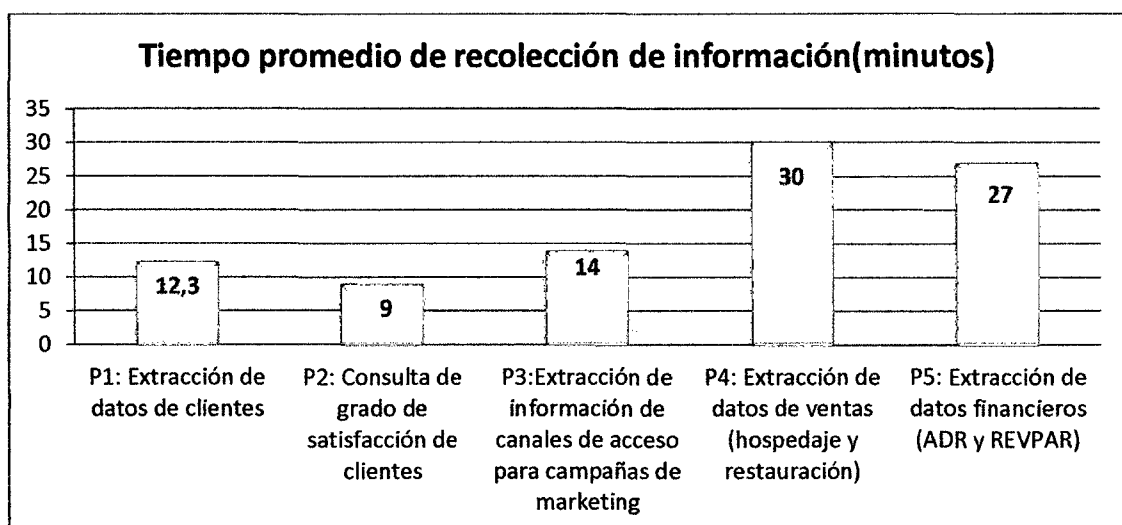 Tiempo promedio de recolección de información(minutos)
35
30
25
20
15
10
5
0
12,3
9
14
30
27
P1: Extracción de
datos de clientes
P2: Consulta de
grado de
satisfacción de
clientes
P3:Extracción de
información de
canales de acceso
para campañas de
marketing
P4: Extracción de
datos de ventas
(hospedaje y
restauración)
P5: Extracción de
datos financieros
(ADR y REVPAR)